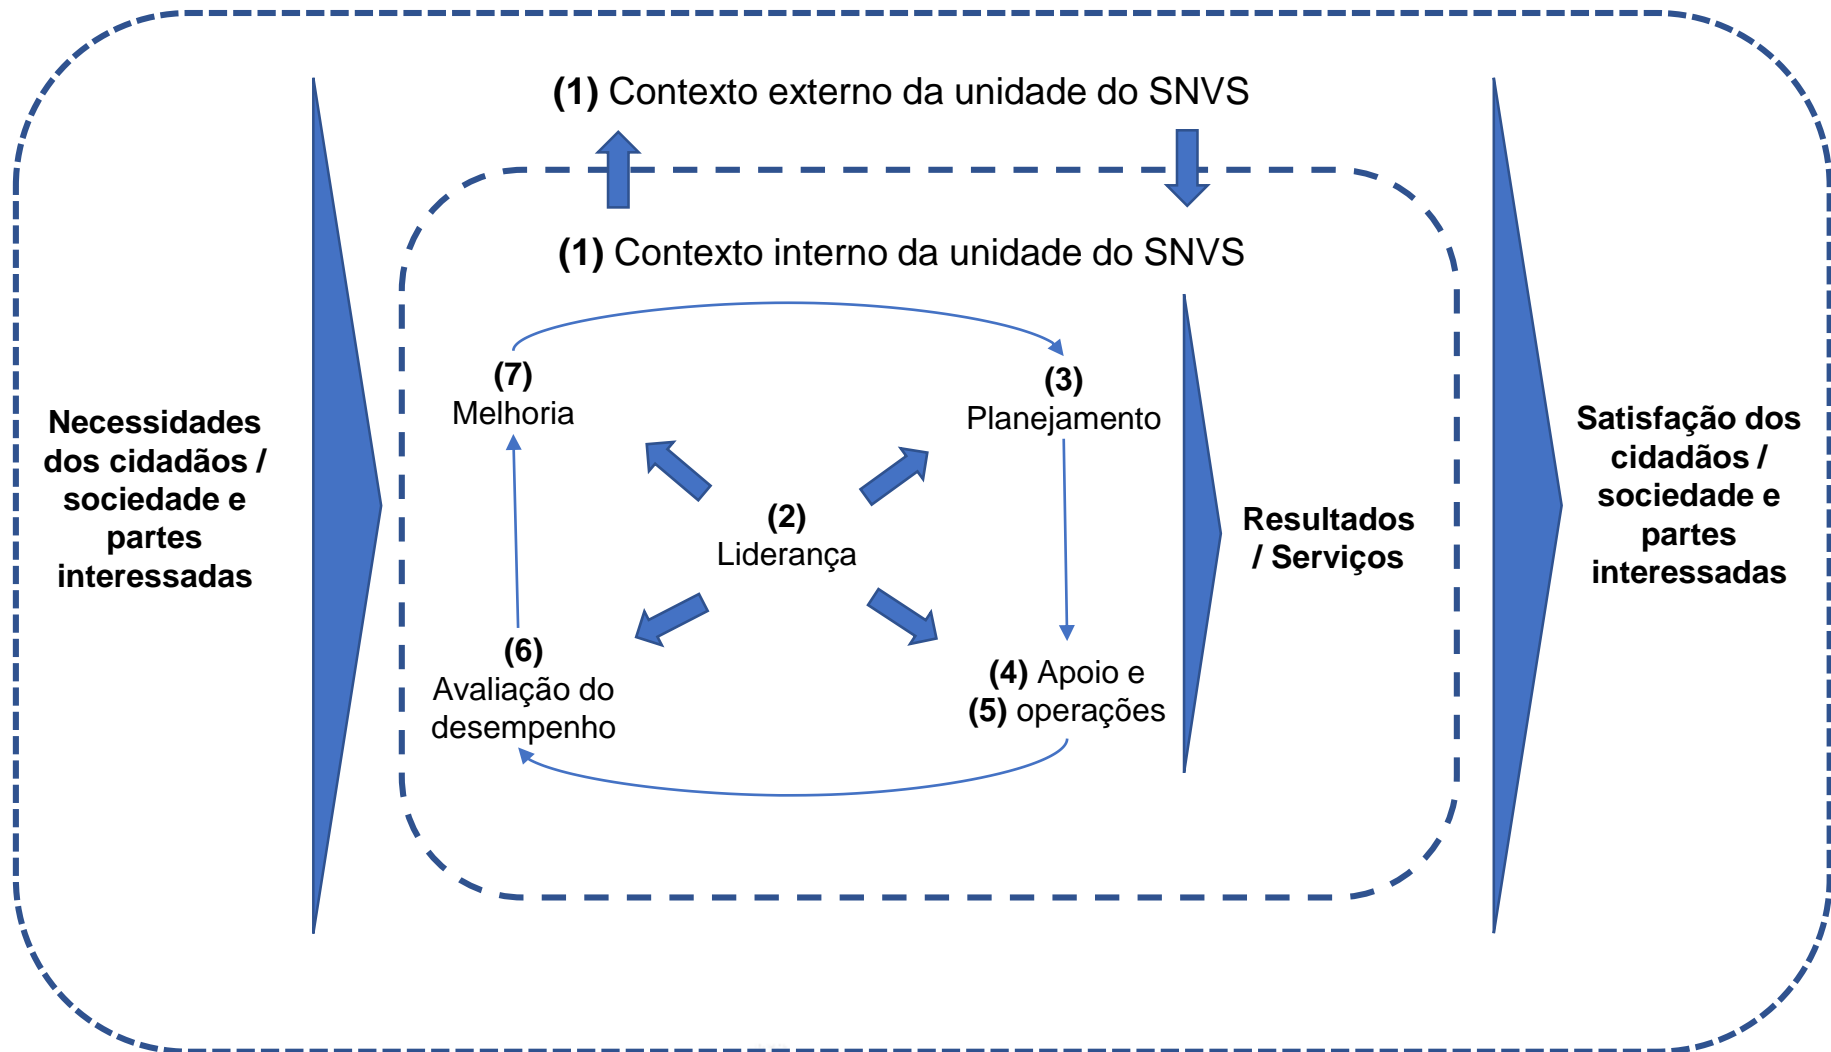 (1) Contexto externo da unidade do SNVS
(1) Contexto interno da unidade do SNVS
Necessidades
dos cidadãos /
sociedade e
partes
interessadas
(7)
Melhoria
(3)
Planejamento
(2)
Liderança
(6)
Avaliação do
desempenho
(4) Apoio e
(5) operações
Resultados
/ Serviços
Satisfação dos
cidadãos /
sociedade e
partes
interessadas